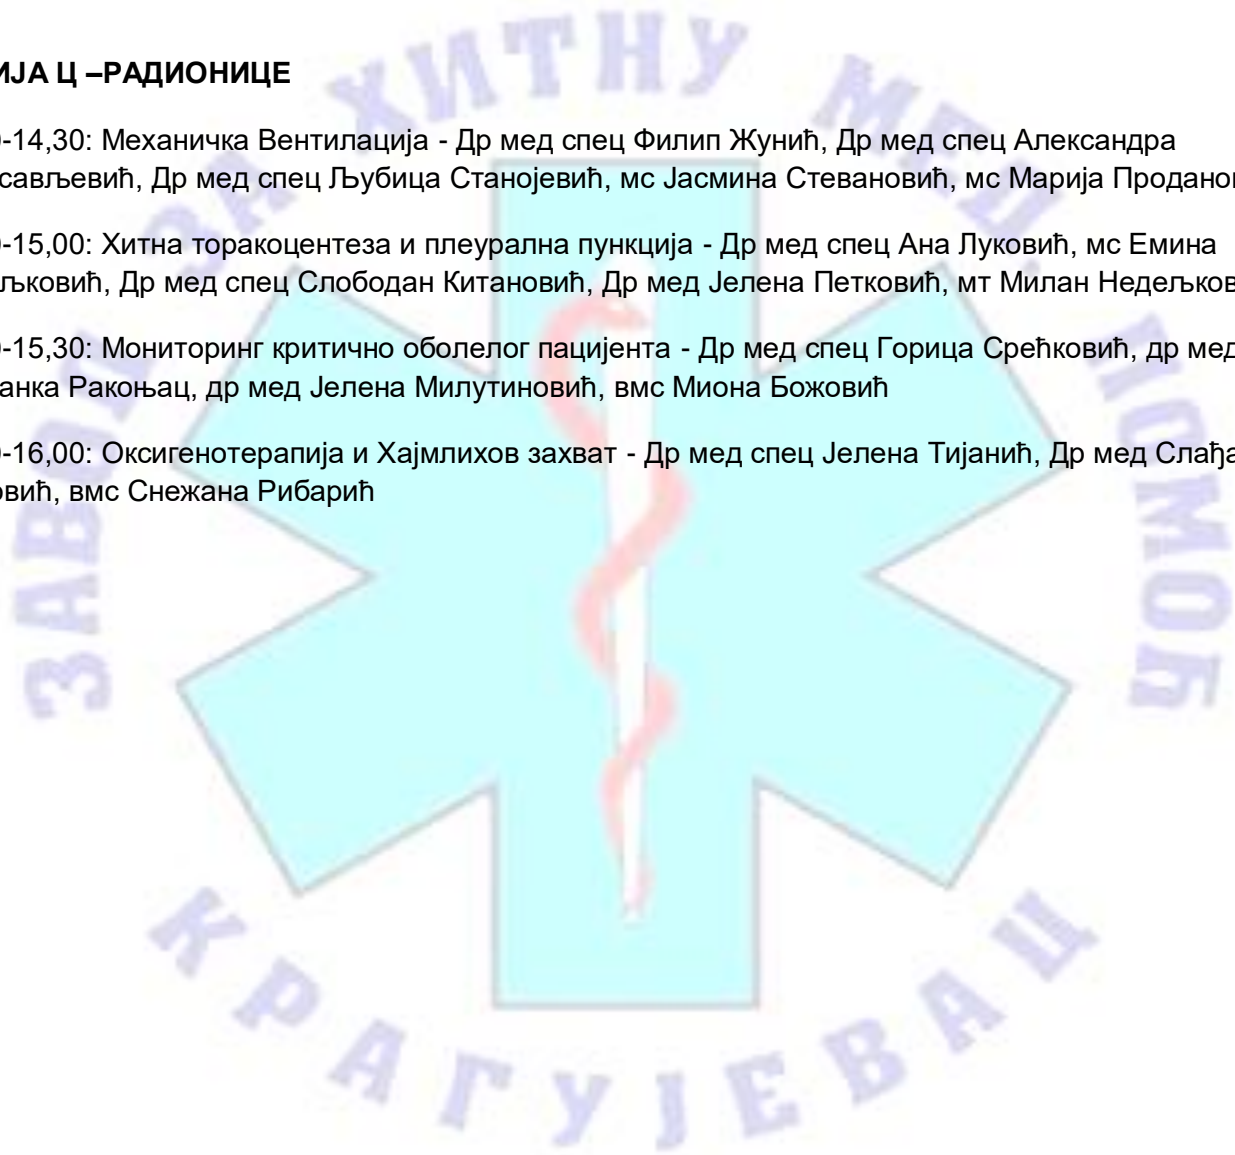 ИЈА Ц –РАДИОНИЦЕ
-14,30: Механичка Вентилација - Др мед спец Филип Жунић, Др мед спец Александра
сављевић, Др мед спец Љубица Станојевић, мс Јасмина Стевановић, мс Марија Проданов
-15,00: Хитна торакоцентеза и плеурална пункција - Др мед спец Ана Луковић, мс Емина
љковић, Др мед спец Слободан Китановић, Др мед Јелена Петковић, мт Милан Недељков
-15,30: Мониторинг критично оболелог пацијента - Др мед спец Горица Срећковић, др мед
анка Ракоњац, др мед Јелена Милутиновић, вмс Миона Божовић
-16,00: Оксигенотерапија и Хајмлихов захват - Др мед спец Јелена Тијанић, Др мед Слађа
овић, вмс Снежана Рибарић
ЗАВОД ЗА ХИТНУ МЕД. ПОМОЋ
КРАГУЈЕВАЦ